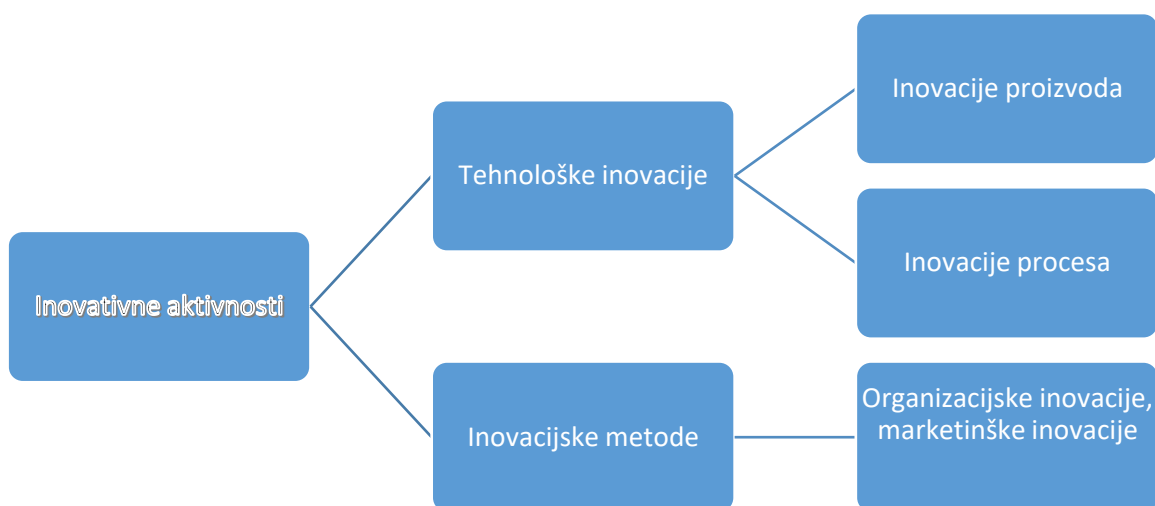 Inovacije proizvoda
Tehnološke inovacije
Inovacije procesa
Inovativne aktivnosti
Inovacijske metode
Organizacijske inovacije,
marketinške inovacije